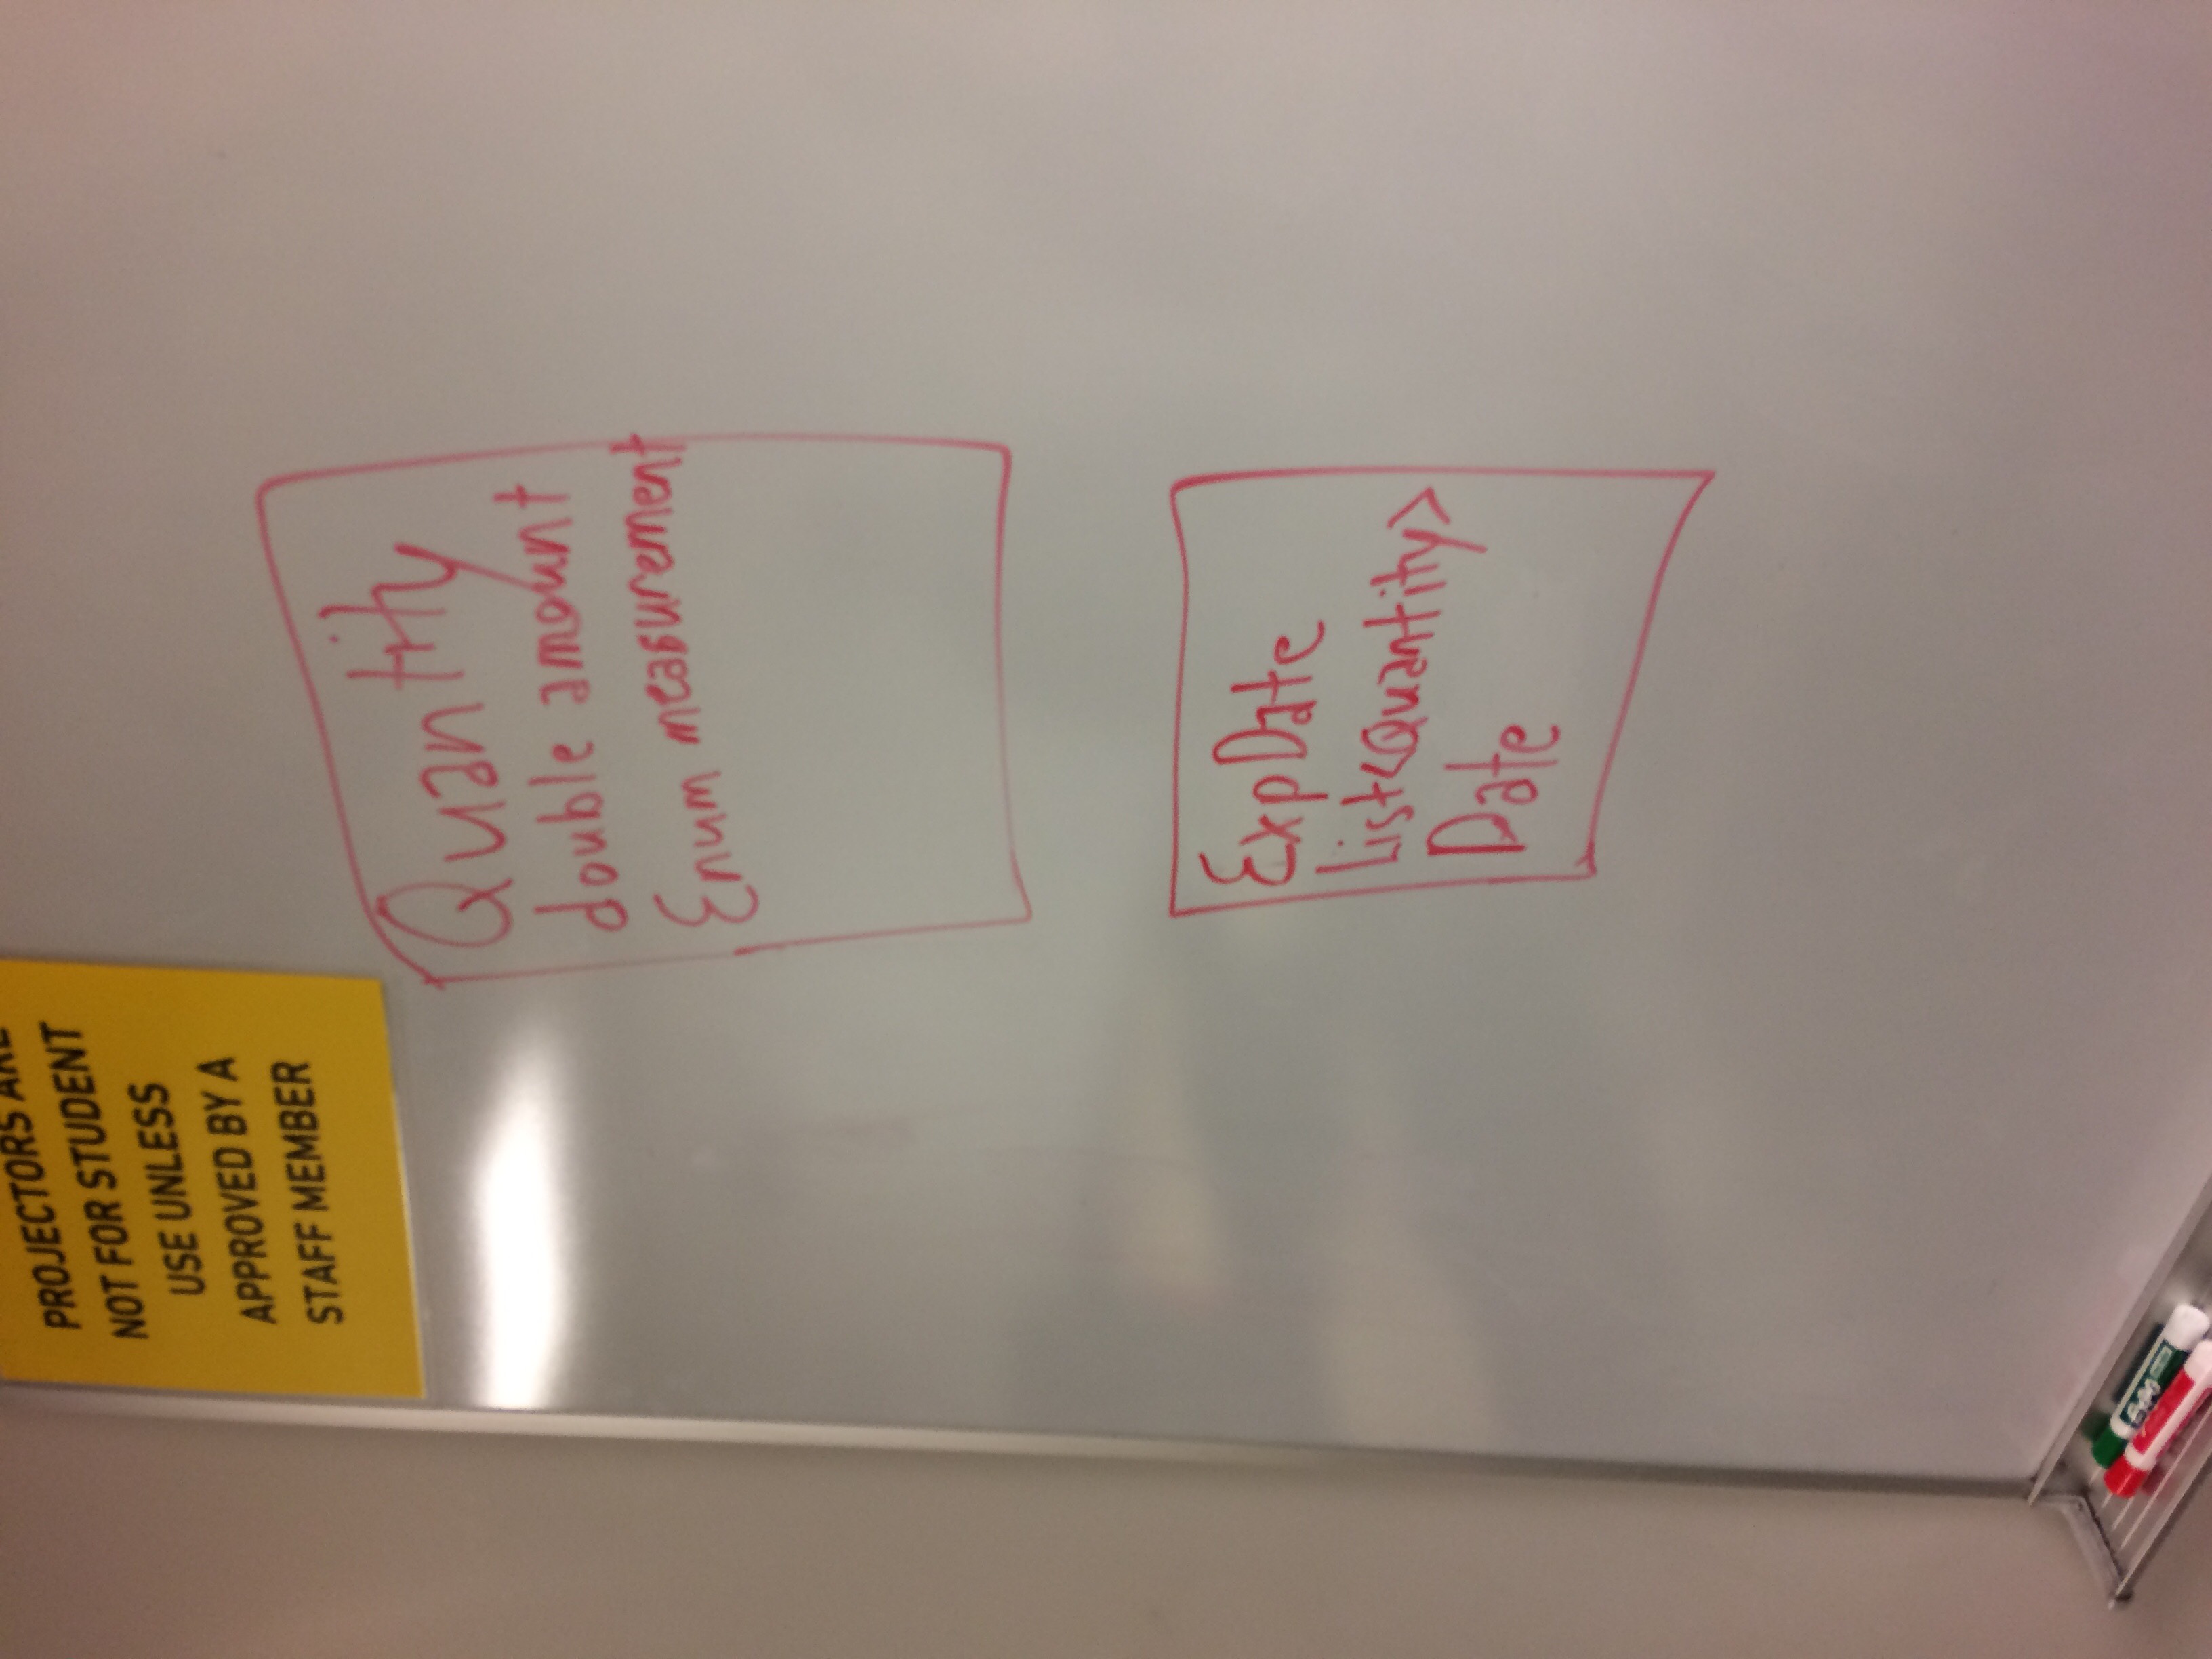 PROJECTORS ARE
NOT FOR STUDENT
USE UNLESS
APPROVED BY A
STAFF MEMBER
Quantity
double amount
Enum measurement
ExpDate
List<Quantity>
Date
Expo